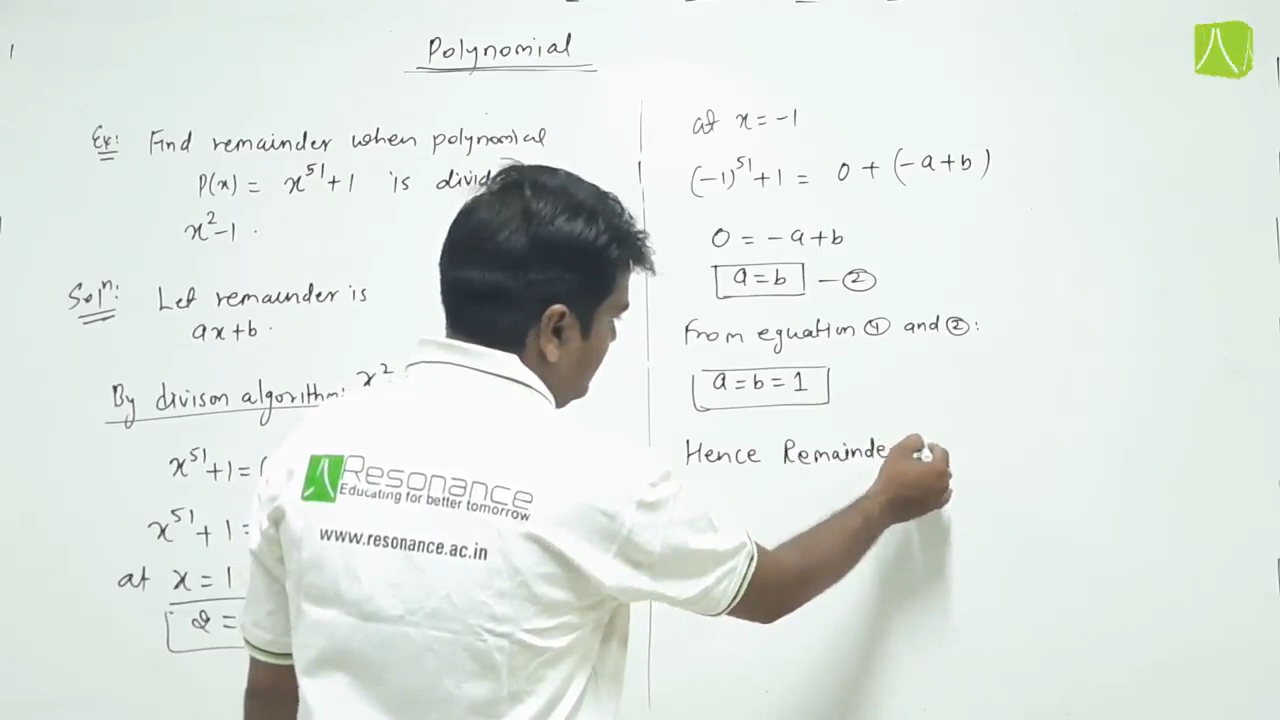 Polynomial
Ex: Find remainder when polynomial
P(x) = x^51 + 1 is divid
x^2 - 1 .
Sol^n: Let remaunder is
ax + b .
By divison algorithm: x^2
x^51 + 1 = (
x^51 + 1 =
at x = 1
2 =
at x = -1
(-1)^51 + 1 = 0 + (-a + b)
0 = -a + b
a = b — ②
From equation ① and ②:
a = b = 1
Hence Remainde
Resonance
Educating for better tomorrow
www.resonance.ac.in